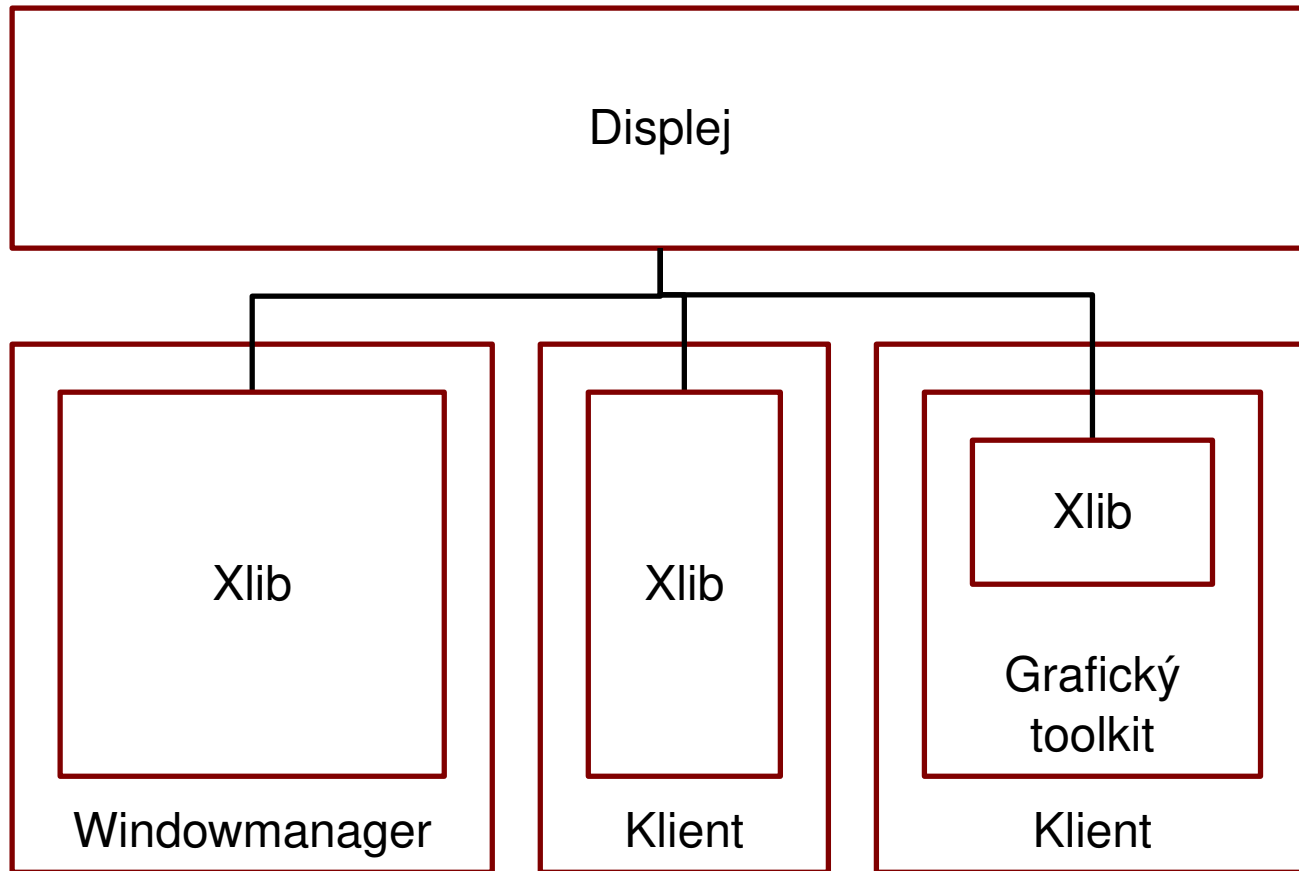 Displej
Xlib
Xlib
Xlib
Grafický
toolkit
Windowmanager
Klient
Klient